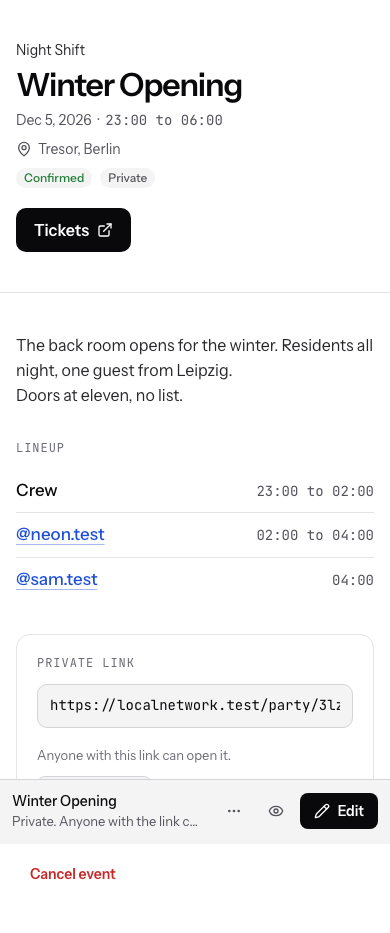 Night Shift
Winter Opening
Dec 5, 2026 · 23:00 to 06:00
Tresor, Berlin
Confirmed Private
Tickets
The back room opens for the winter. Residents all
night, one guest from Leipzig.
Doors at eleven, no list.
LINEUP
Crew 23:00 to 02:00
@neon.test 02:00 to 04:00
@sam.test 04:00
PRIVATE LINK
https://localnetwork.test/party/3lz
Anyone with this link can open it.
Winter Opening
Private. Anyone with the link c...
Edit
Cancel event